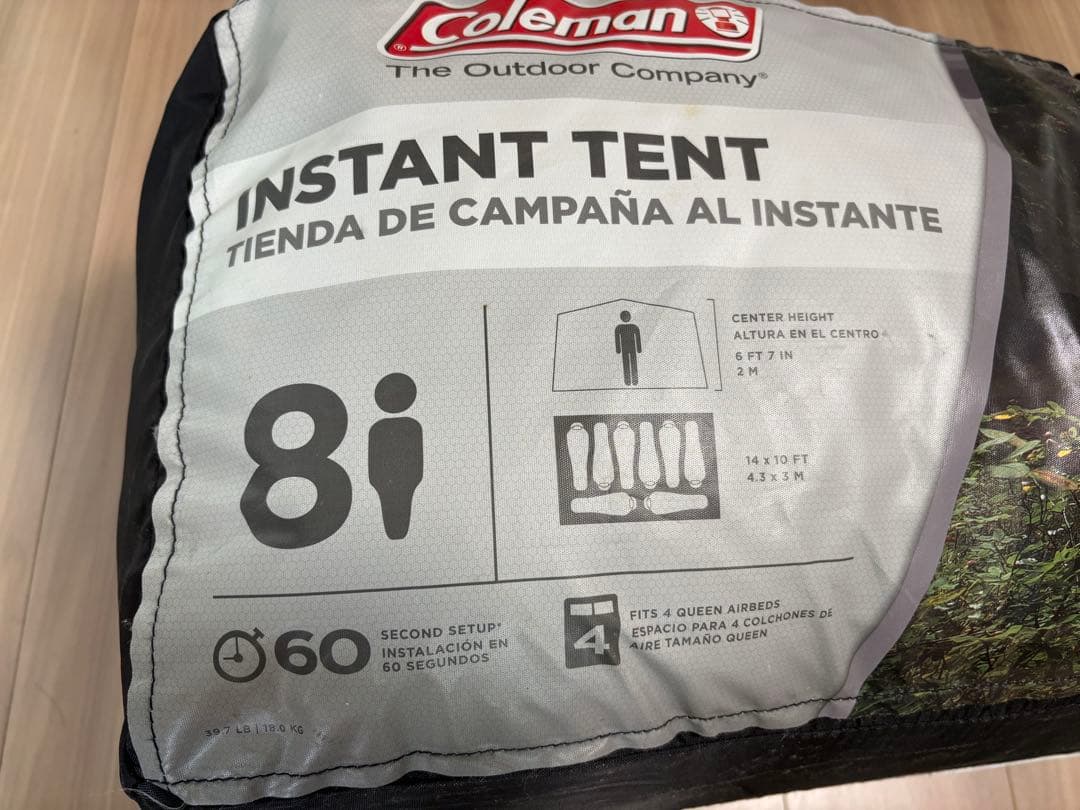 Coleman
The Outdoor Company®
INSTANT TENT
TIENDA DE CAMPAÑA AL INSTANTE
CENTER HEIGHT
ALTURA EN EL CENTRO
6 FT 7 IN
2 M
8
14 x 10 FT
4.3 x 3 M
60
SECOND SETUP*
INSTALACIÓN EN
60 SEGUNDOS
4
FITS 4 QUEEN AIRBEDS
ESPACIO PARA 4 COLCHONES DE
AIRE TAMAÑO QUEEN
39.7 LB | 18.0 KG